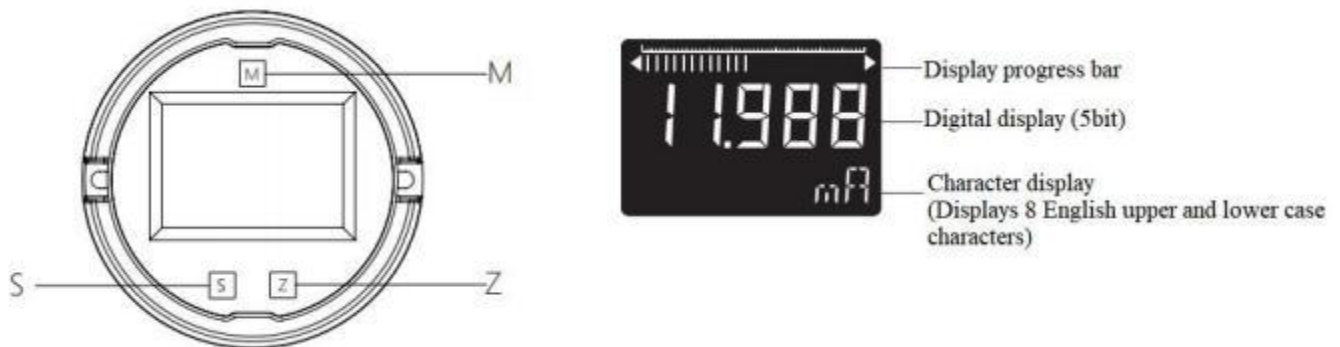 M
M
S
S
Z
Z
11.988
mA
Display progress bar
Digital display (5bit)
Character display
(Displays 8 English upper and lower case
characters)